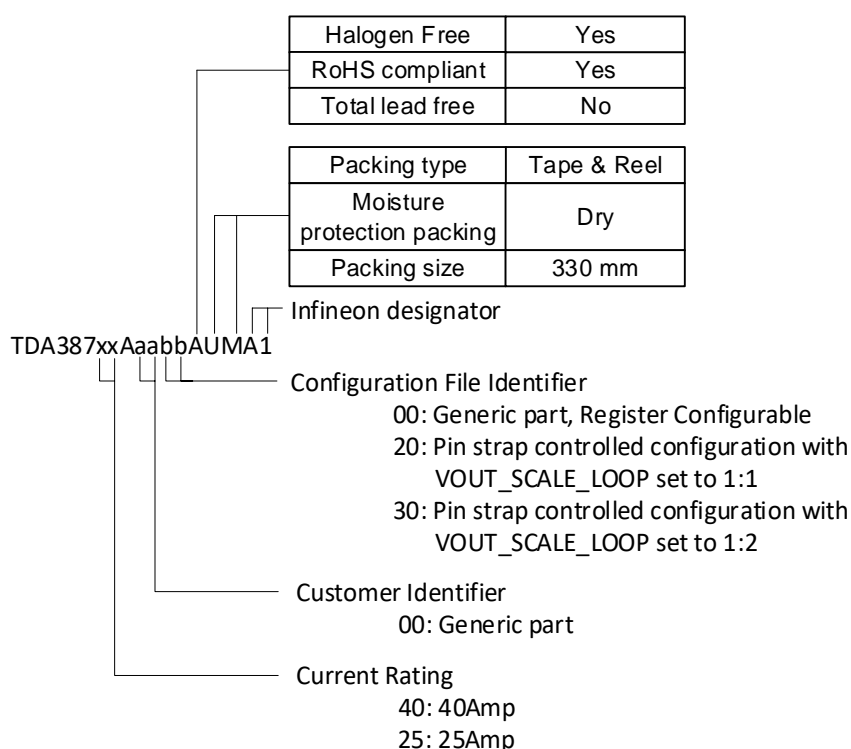 Halogen Free Yes
RoHS compliant Yes
Total lead free No
Packing type Tape & Reel
Moisture
protection packing Dry
Packing size 330 mm
Infineon designator
TDA387xxAaabbAUMA1
Configuration File Identifier
00: Generic part, Register Configurable
20: Pin strap controlled configuration with
VOUT_SCALE_LOOP set to 1:1
30: Pin strap controlled configuration with
VOUT_SCALE_LOOP set to 1:2
Customer Identifier
00: Generic part
Current Rating
40: 40Amp
25: 25Amp